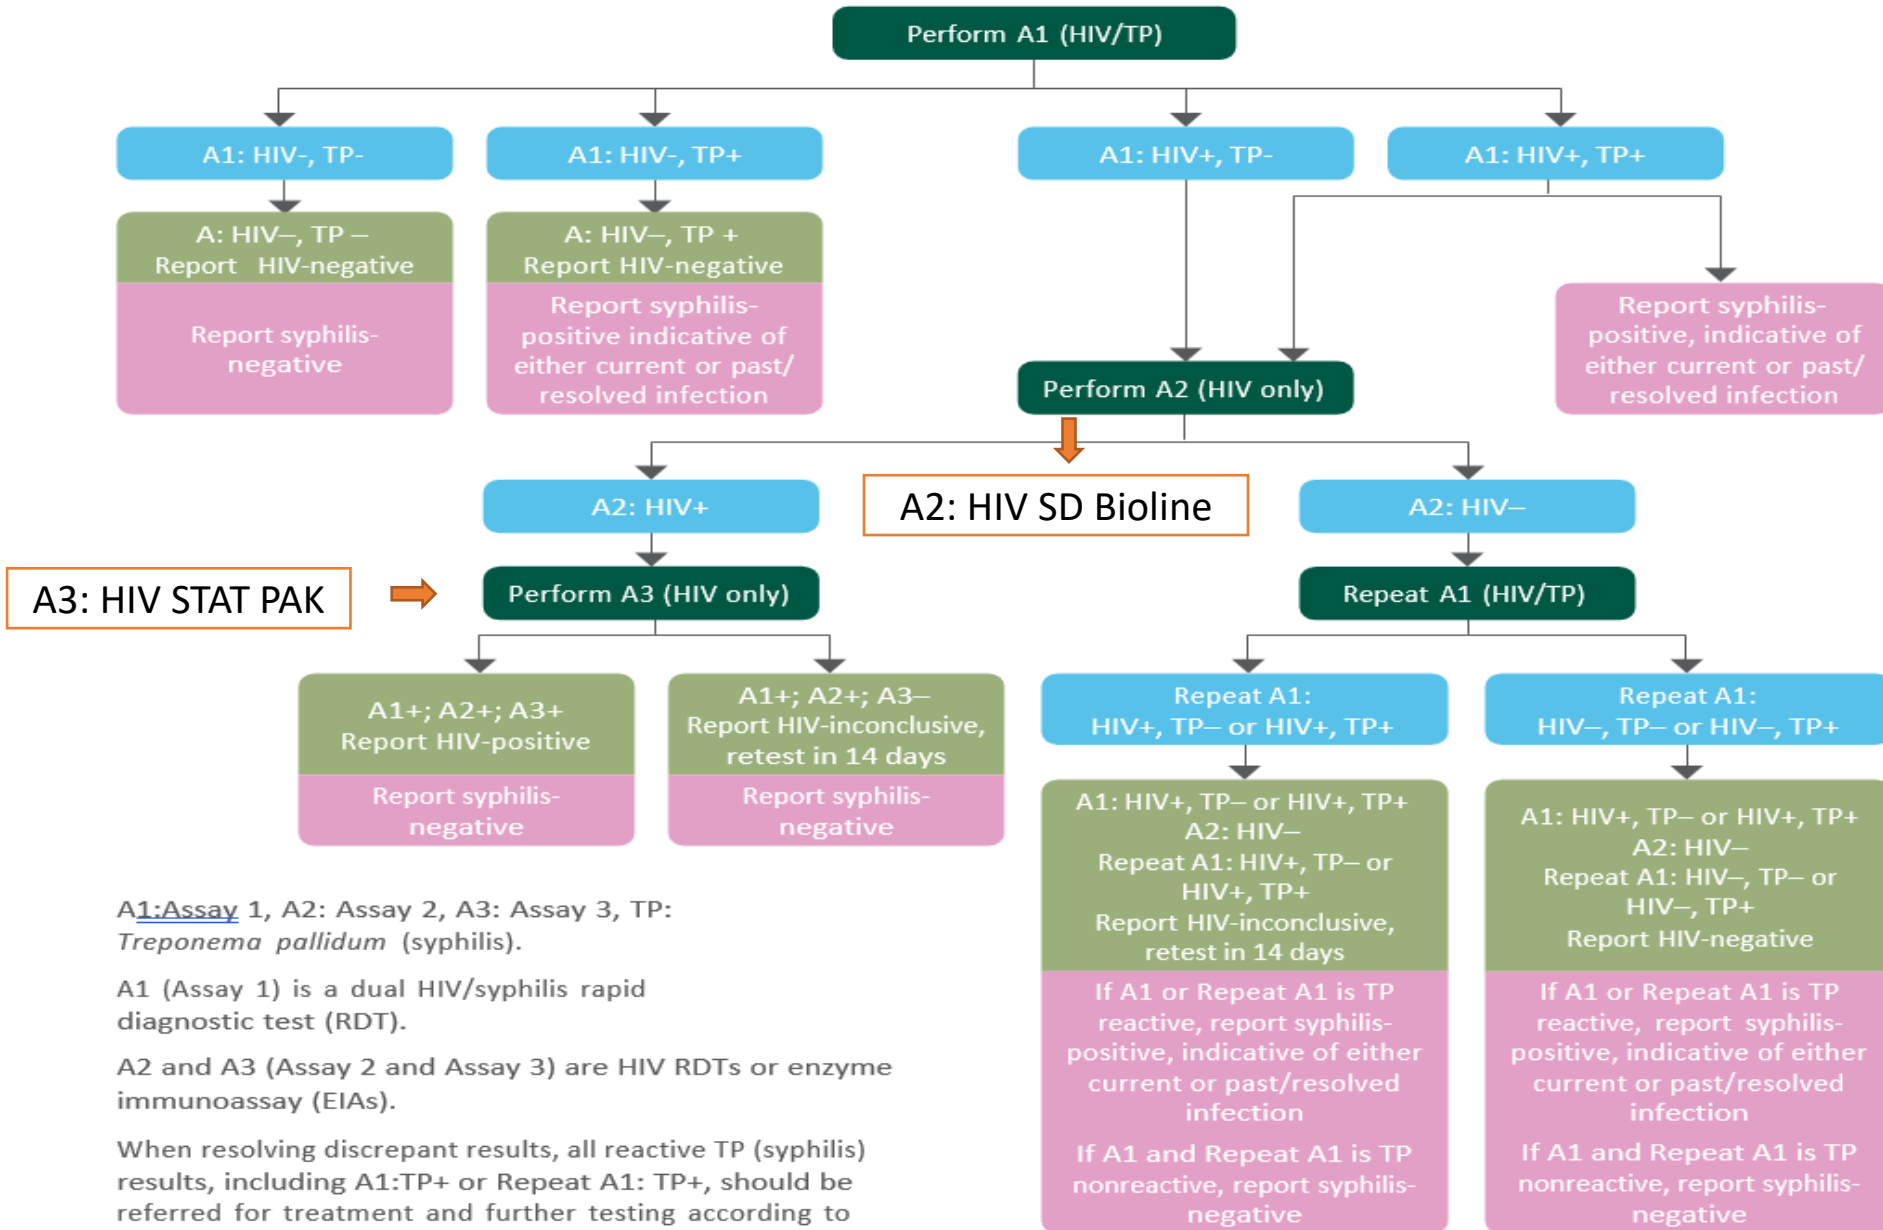 Perform A1 (HIV/TP)
A1: HIV-, TP-
A1: HIV-, TP+
A1: HIV+, TP-
A1: HIV+, TP+
A: HIV–, TP –
Report HIV-negative
Report syphilis-
negative
A: HIV–, TP +
Report HIV-negative
Report syphilis-
positive indicative of
either current or past/
resolved infection
Report syphilis-
positive, indicative of
either current or past/
resolved infection
Perform A2 (HIV only)
A2: HIV+
A2: HIV SD Bioline
A2: HIV–
A3: HIV STAT PAK
Perform A3 (HIV only)
Repeat A1 (HIV/TP)
A1+; A2+; A3+
Report HIV-positive
Report syphilis-
negative
A1+; A2+; A3–
Report HIV-inconclusive,
retest in 14 days
Report syphilis-
negative
Repeat A1:
HIV+, TP– or HIV+, TP+
Repeat A1:
HIV–, TP– or HIV–, TP+
A1: HIV+, TP– or HIV+, TP+
A2: HIV–
Repeat A1: HIV+, TP– or
HIV+, TP+
Report HIV-inconclusive,
retest in 14 days
If A1 or Repeat A1 is TP
reactive, report syphilis-
positive, indicative of either
current or past/resolved
infection
If A1 and Repeat A1 is TP
nonreactive, report syphilis-
negative
A1: HIV+, TP– or HIV+, TP+
A2: HIV–
Repeat A1: HIV–, TP– or
HIV–, TP+
Report HIV-negative
If A1 or Repeat A1 is TP
reactive, report syphilis-
positive, indicative of either
current or past/resolved
infection
If A1 and Repeat A1 is TP
nonreactive, report syphilis-
negative
A1:Assay 1, A2: Assay 2, A3: Assay 3, TP:
Treponema pallidum (syphilis).
A1 (Assay 1) is a dual HIV/syphilis rapid
diagnostic test (RDT).
A2 and A3 (Assay 2 and Assay 3) are HIV RDTs or enzyme
immunoassay (EIAs).
When resolving discrepant results, all reactive TP (syphilis)
results, including A1:TP+ or Repeat A1: TP+, should be
referred for treatment and further testing according to